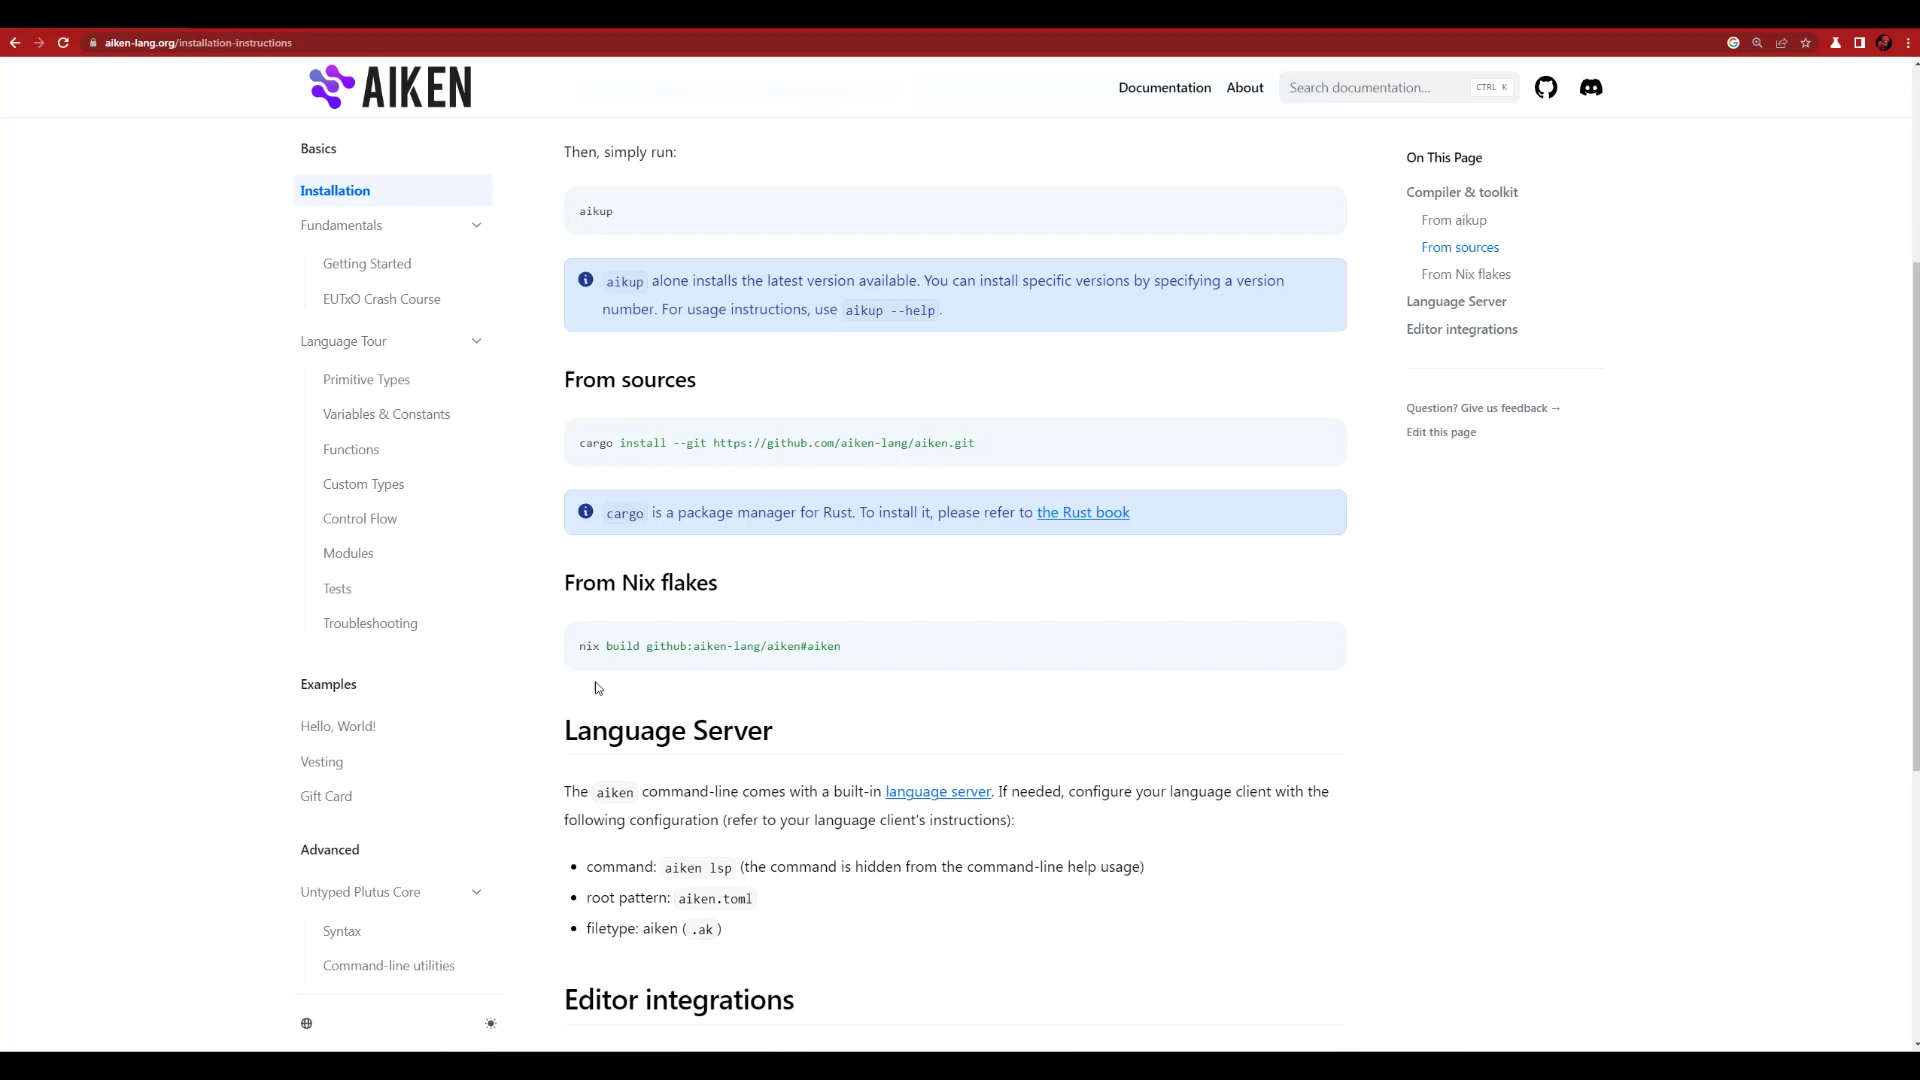 aiken-lang.org/installation-instructions
AIKEN
Documentation
About
Search documentation...
CTRL K
Basics
Installation
Fundamentals
Getting Started
EUTxO Crash Course
Language Tour
Primitive Types
Variables & Constants
Functions
Custom Types
Control Flow
Modules
Tests
Troubleshooting
Examples
Hello, World!
Vesting
Gift Card
Advanced
Untyped Plutus Core
Syntax
Command-line utilities
Then, simply run:
aikup
aikup alone installs the latest version available. You can install specific versions by specifying a version
number. For usage instructions, use aikup --help.
From sources
cargo install --git https://github.com/aiken-lang/aiken.git
cargo is a package manager for Rust. To install it, please refer to the Rust book
From Nix flakes
nix build github:aiken-lang/aiken#aiken
Language Server
The aiken command-line comes with a built-in language server. If needed, configure your language client with the
following configuration (refer to your language client's instructions):
• command: aiken lsp (the command is hidden from the command-line help usage)
• root pattern: aiken.toml
• filetype: aiken (.ak)
Editor integrations
On This Page
Compiler & toolkit
From aikup
From sources
From Nix flakes
Language Server
Editor integrations
Question? Give us feedback →
Edit this page